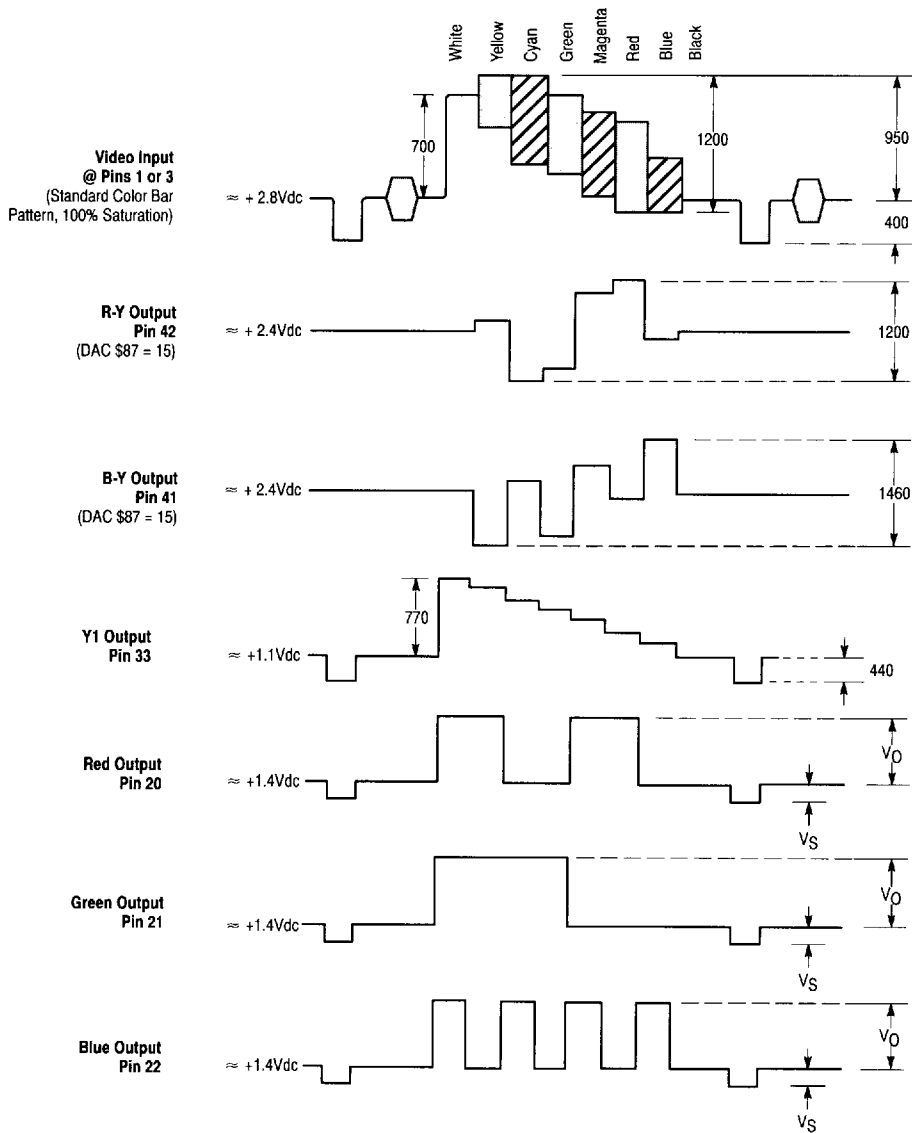 White
Yellow
Cyan
Green
Magenta
Red
Blue
Black
Video Input
@ Pins 1 or 3
(Standard Color Bar
Pattern, 100% Saturation)
≈ + 2.8Vdc
700
1200
950
400
R-Y Output
Pin 42
(DAC $87 = 15)
≈ + 2.4Vdc
1200
B-Y Output
Pin 41
(DAC $87 = 15)
≈ + 2.4Vdc
1460
Y1 Output
Pin 33
≈ +1.1Vdc
770
440
Red Output
Pin 20
≈ +1.4Vdc
VO
VS
Green Output
Pin 21
≈ +1.4Vdc
VO
VS
Blue Output
Pin 22
≈ +1.4Vdc
VO
VS